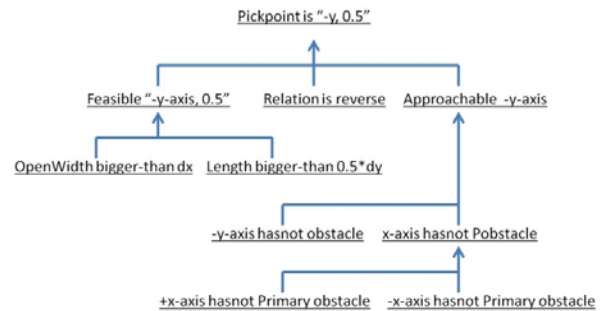 Pickpoint is “-y, 0.5”
Feasible “-y-axis, 0.5”
Relation is reverse
Approachable -y-axis
OpenWidth bigger-than dx
Length bigger-than 0.5*dy
-y-axis hasnot obstacle
x-axis hasnot Pobstacle
+x-axis hasnot Primary obstacle
-x-axis hasnot Primary obstacle